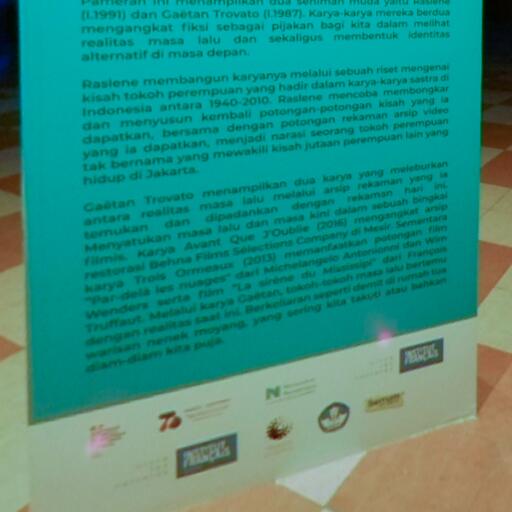 Pameran ini menampilkan dua seniman muda yaitu Raslene
(l.1991) dan Gaëtan Trovato (l.1987). Karya-karya mereka berdua
mengangkat fiksi sebagai pijakan bagi kita dalam melihat
realitas masa lalu dan sekaligus membentuk identitas
alternatif di masa depan.
Raslene membangun karyanya melalui sebuah riset mengenai
kisah tokoh perempuan yang hadir dalam karya-karya sastra di
Indonesia antara 1940-2010. Raslene mencoba membongkar
dan menyusun kembali potongan-potongan kisah yang ia
dapatkan, bersama dengan potongan rekaman arsip video
yang ia dapatkan, menjadi narasi seorang tokoh perempuan
tak bernama yang mewakili kisah jutaan perempuan lain yang
hidup di Jakarta.
Gaëtan Trovato menampilkan dua karya yang meleburkan
antara realitas masa lalu melalui arsip rekaman yang ia
temukan dan dipadankan dengan rekaman hari ini.
Menyatukan masa lalu dan masa kini dalam sebuah bingkai
filmis. Karya Avant Que J'Oublie (2016) mengangkat arsip
restorasi Behna Films Selections Company di Mesir. Sementara
karya Trois Ormeaux (2013) memanfaatkan potongan film
"Par-delà les nuages" dari Michelangelo Antonionni dan Wim
Wenders serta film "La sirène du Mississipi" dari François
Truffaut. Melalui karya Gaëtan, tokoh-tokoh masa lalu bertemu
dengan realitas saat ini. Berkeliaran seperti demit di rumah tua
warisan nenek moyang, yang sering kita takuti atau bahkan
diam-diam kita puja.
INSTITUT
FRANÇAIS
70
INSTITUT
FRANÇAIS